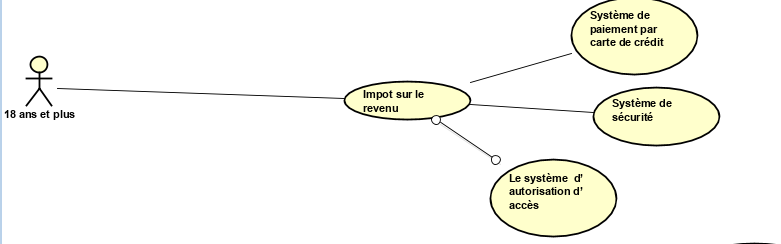 Système de
paiement par
carte de crédit
Impot sur le
revenu
Système de
sécurité
18 ans et plus
Le système d'
autorisation d'
accès